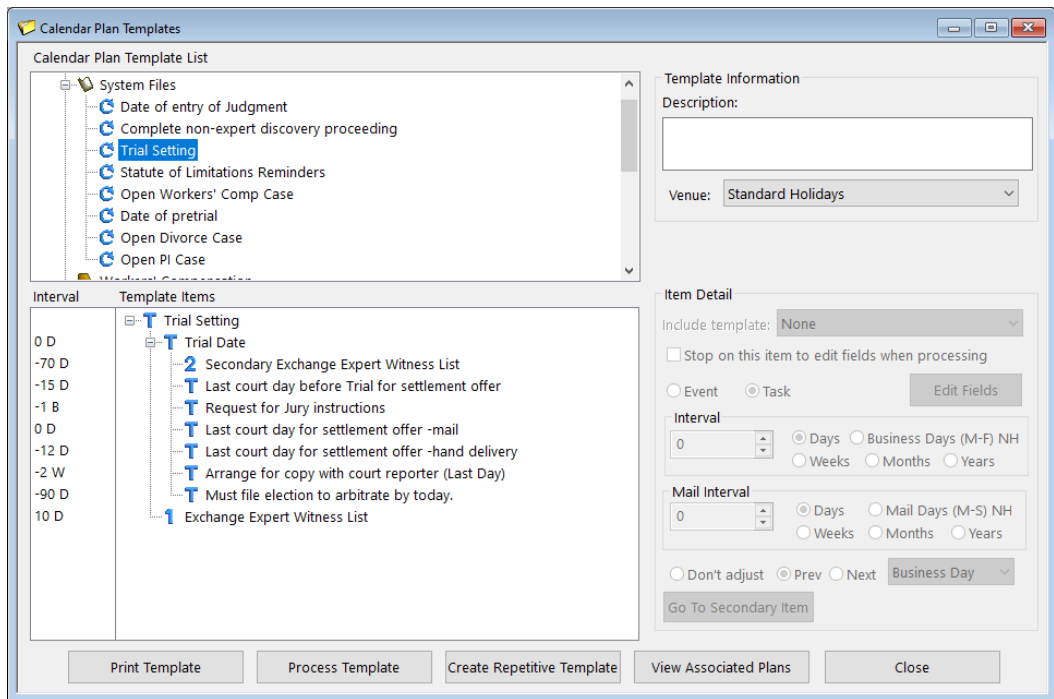 Calendar Plan Templates
Calendar Plan Template List
System Files
Date of entry of Judgment
Complete non-expert discovery proceeding
Trial Setting
Statute of Limitations Reminders
Open Workers' Comp Case
Date of pretrial
Open Divorce Case
Open PI Case
Workers' Compensation
Template Information
Description:
Venue: Standard Holidays
Interval Template Items
Trial Setting
0 D Trial Date
-70 D 2 Secondary Exchange Expert Witness List
-15 D Last court day before Trial for settlement offer
-1 B Request for Jury instructions
0 D Last court day for settlement offer -mail
-12 D Last court day for settlement offer -hand delivery
-2 W Arrange for copy with court reporter (Last Day)
-90 D Must file election to arbitrate by today.
10 D 1 Exchange Expert Witness List
Item Detail
Include template: None
Stop on this item to edit fields when processing
Event Task Edit Fields
Interval
0 Days Business Days (M-F) NH
Weeks Months Years
Mail Interval
0 Days Mail Days (M-S) NH
Weeks Months Years
Don't adjust Prev Next Business Day
Go To Secondary Item
Print Template Process Template Create Repetitive Template View Associated Plans Close